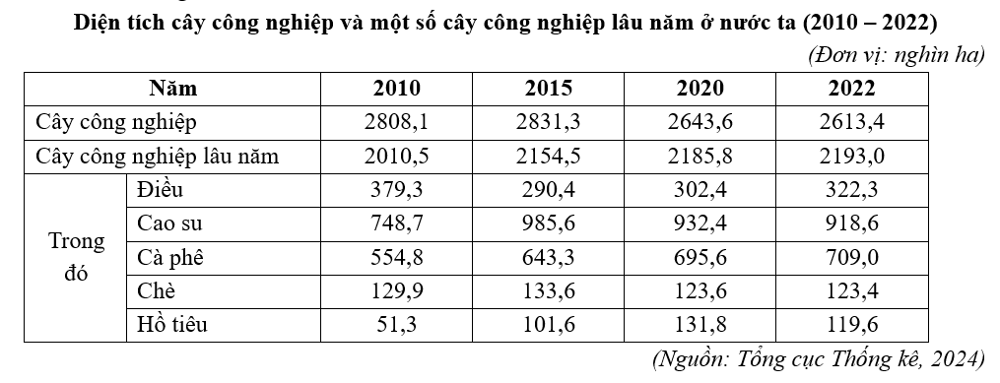 Diện tích cây công nghiệp và một số cây công nghiệp lâu năm ở nước ta (2010 – 2022)
(Đơn vị: nghìn ha)
Năm 2010 2015 2020 2022
Cây công nghiệp 2808,1 2831,3 2643,6 2613,4
Cây công nghiệp lâu năm 2010,5 2154,5 2185,8 2193,0
Trong đó
Điều 379,3 290,4 302,4 322,3
Cao su 748,7 985,6 932,4 918,6
Cà phê 554,8 643,3 695,6 709,0
Chè 129,9 133,6 123,6 123,4
Hồ tiêu 51,3 101,6 131,8 119,6
(Nguồn: Tổng cục Thống kê, 2024)